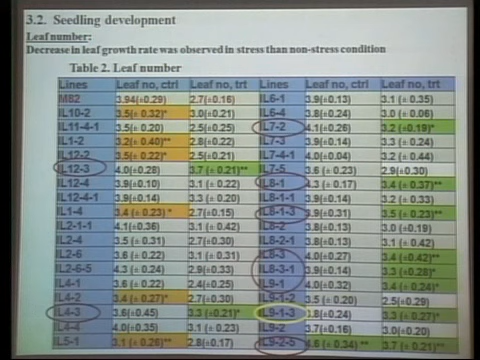 3.2. Seedling development
Leaf number:
Decrease in leaf growth rate was observed in stress than non-stress condition
Table 2. Leaf number
Lines Leaf no, ctrl Leaf no, trt Lines Leaf no, ctrl Leaf no, trt
M82 3.94(±0.29) 2.7(±0.16) IL6-1 3.9(±0.13) 3.1 (± 0.35)
IL10-2 3.5(± 0.32)* 3.0(±0.21) IL6-4 3.8(±0.24) 3.0 (± 0.06)
IL11-4-1 3.5(± 0.20) 2.5(±0.25) IL7-2 4.1(±0.26) 3.2 (±0.19)*
IL1-2 3.2(± 0.40)** 2.8(±0.25) IL7-3 3.9(±0.14) 3.3 (± 0.24)
IL12-2 3.5(± 0.22)* 2.5(±0.21) IL7-4-1 4.0(±0.04) 3.2 (± 0.44)
IL12-3 4.0(±0.28) 3.7 (± 0.21)** IL7-5 3.6 (± 0.23) 2.9(±0.30)
IL12-4 3.9(±0.10) 3.1 (± 0.22) IL8-1 4.3 (± 0.17) 3.4 (± 0.37)**
IL12-4-1 3.9(±0.14) 3.3 (± 0.20) IL8-1-1 3.9(±0.14) 3.2 (± 0.33)
IL1-4 3.4 (± 0.23) * 2.7(±0.15) IL8-1-3 3.9(±0.31) 3.5 (± 0.23)**
IL2-1-1 4.1(±0.36) 3.1 (± 0.42) IL8-2 3.8(±0.13) 3.0 (±0.19)
IL2-4 3.5 (± 0.31) 2.7(±0.30) IL8-2-1 3.8(±0.13) 3.1 (± 0.42)
IL2-6 3.6 (± 0.22) 3.1 (± 0.31) IL8-3 4.0(±0.27) 3.4 (±0.42)**
IL2-6-5 4.3 (± 0.24) 2.9(±0.33) IL8-3-1 3.9(±0.14) 3.3 (± 0.28)*
IL4-1 3.6 (± 0.22) 2.6(±0.25) IL9-1 4.0(±0.32) 3.4 (± 0.24)*
IL4-2 3.4 (± 0.27)* 2.7(±0.30) IL9-1-2 3.5 (± 0.20) 2.5(±0.29)
IL4-3 3.6(±0.45) 3.3 (±0.21)* IL9-1-3 3.8(±0.24) 3.3 (± 0.27)*
IL4-4 4.0(±0.35) 3.1 (± 0.23) IL9-2 3.7(±0.16) 3.0(± 0.20)
IL5-1 3.1 (± 0.26)** 2.8(±0.17) IL9-2-5 4.6 (± 0.34) ** 3.7 (± 0.21)**